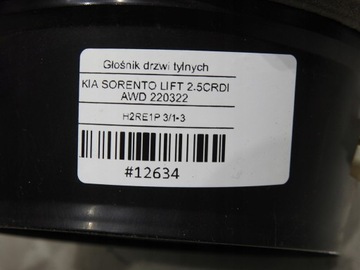 Głośnik drzwi tylnych
KIA SORENTO LIFT 2.5CRDI
AWD 220322
H2RE1P 3/1-3
#12634